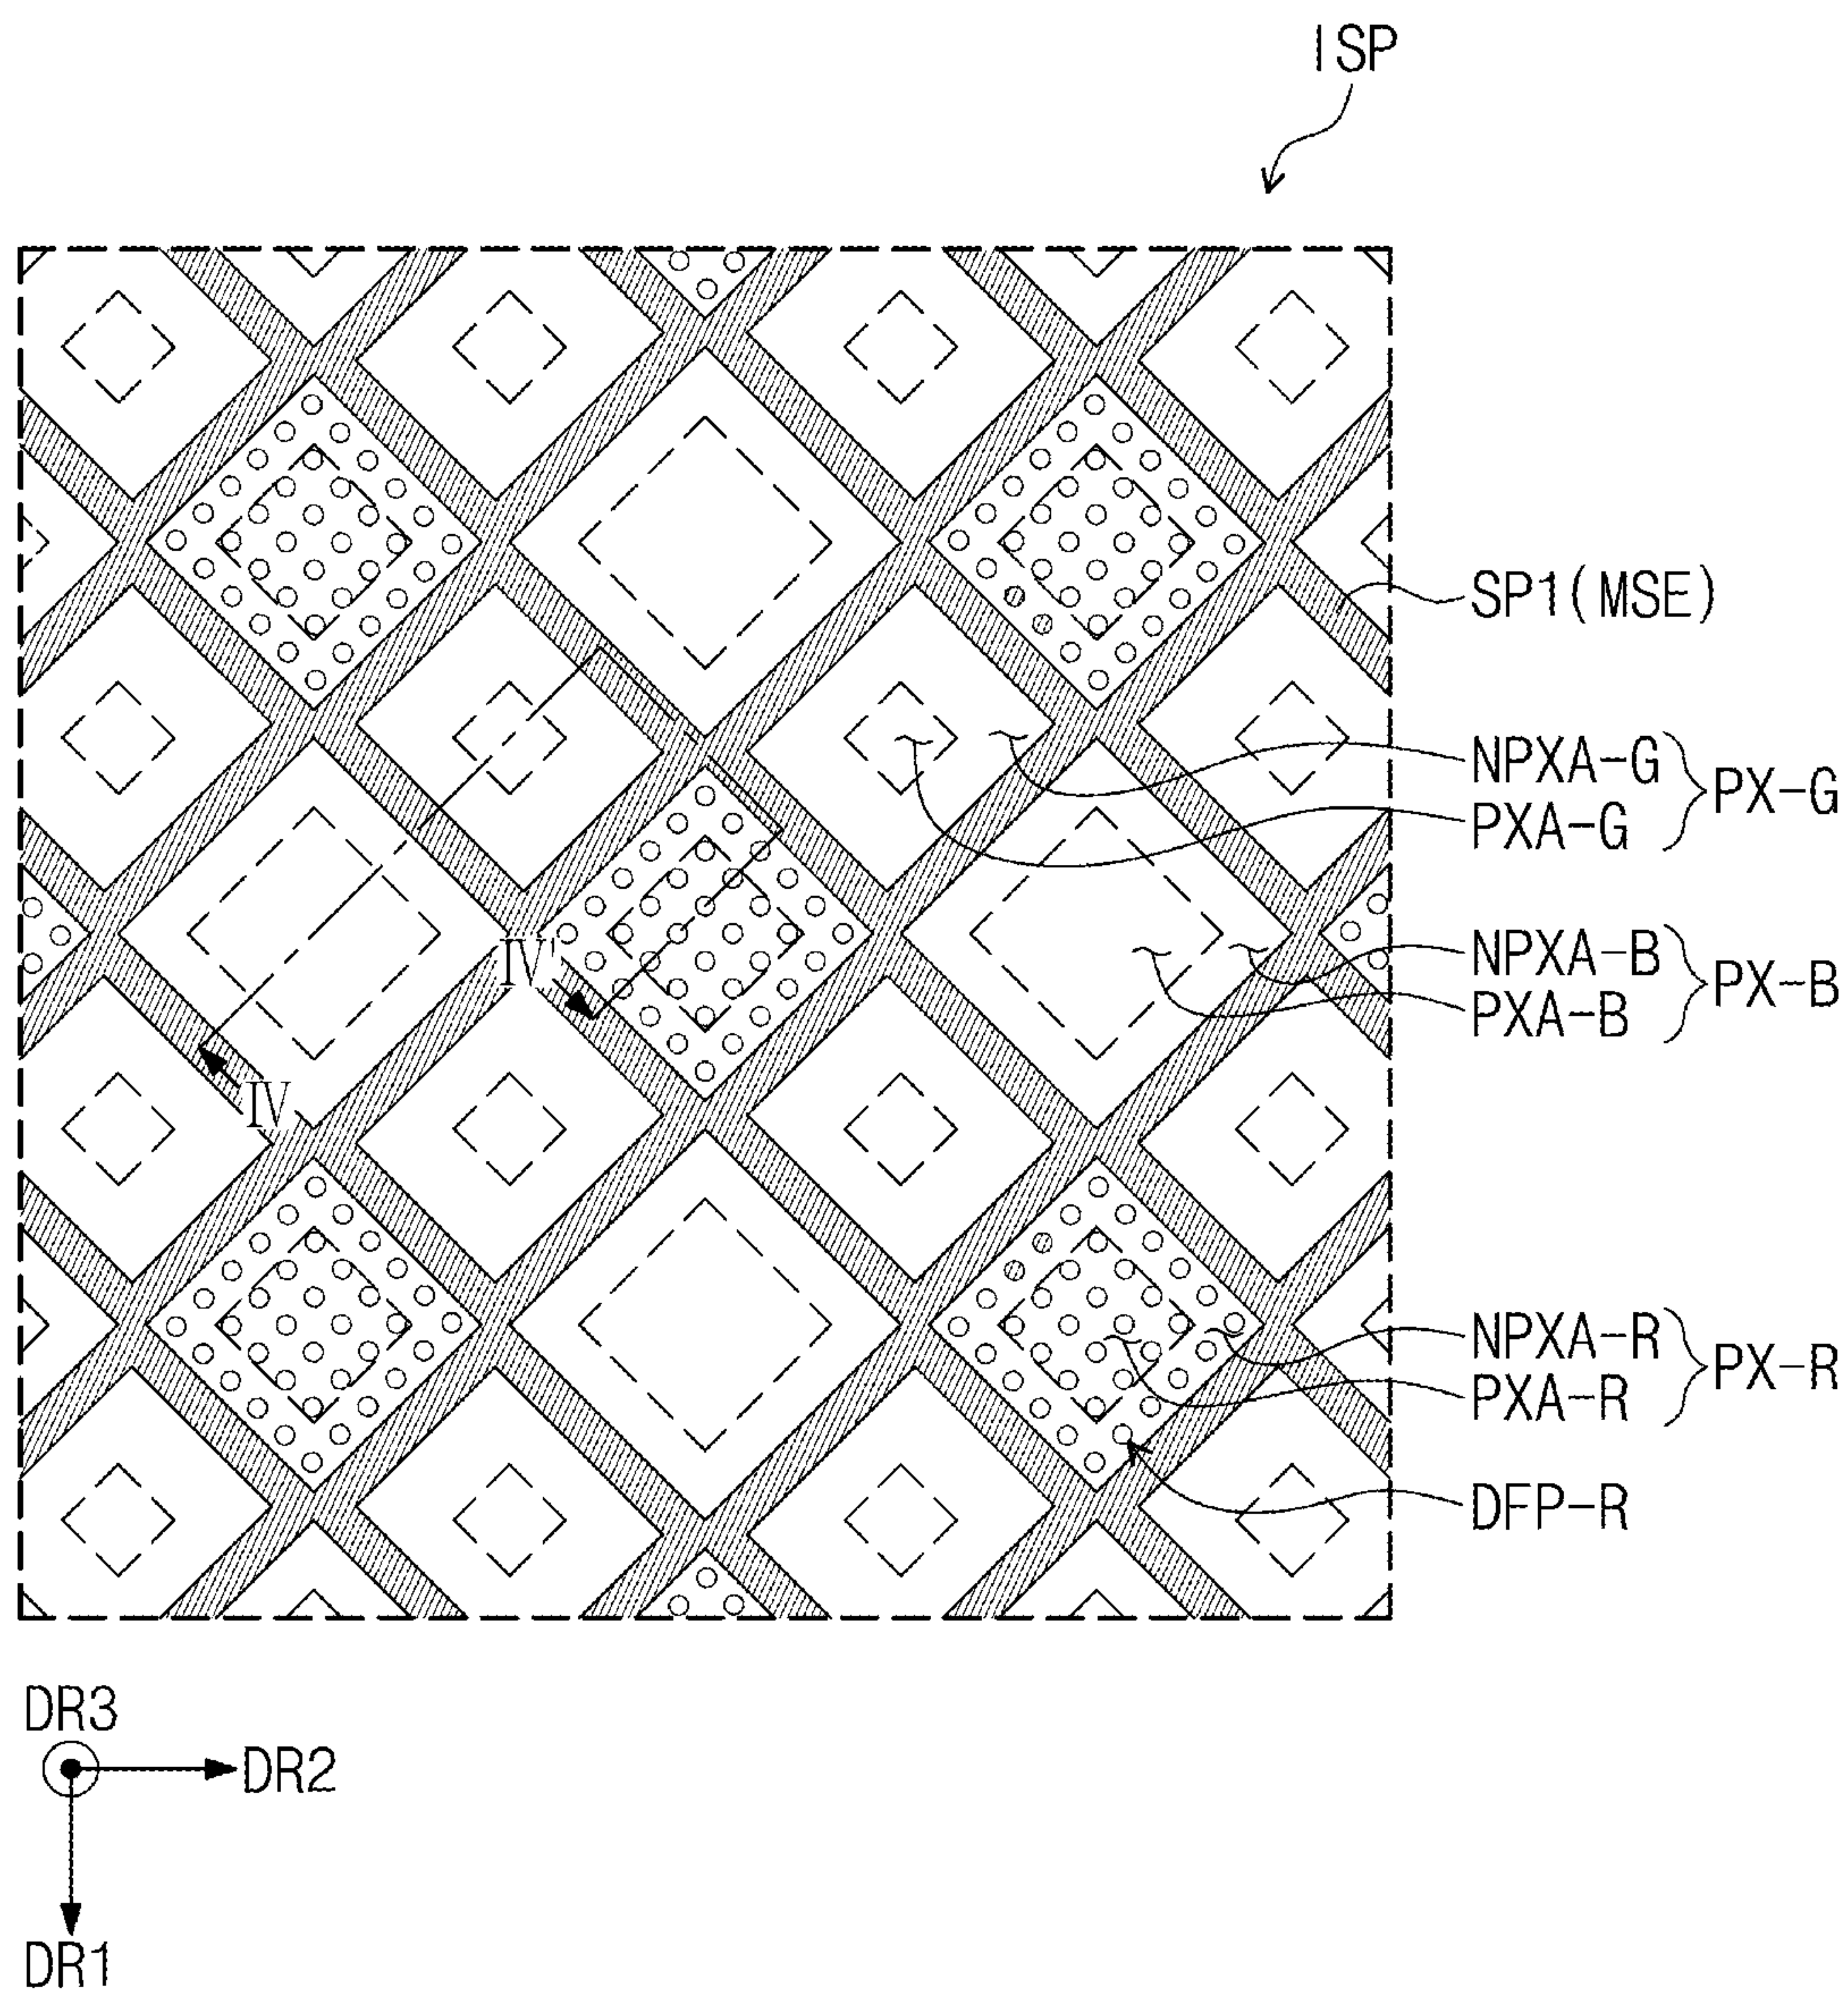 ISP
SP1(MSE)
NPXA-G
PXA-G
PX-G
NPXA-B
PXA-B
PX-B
IV'
IV
NPXA-R
PXA-R
PX-R
DFP-R
DR3
DR2
DR1